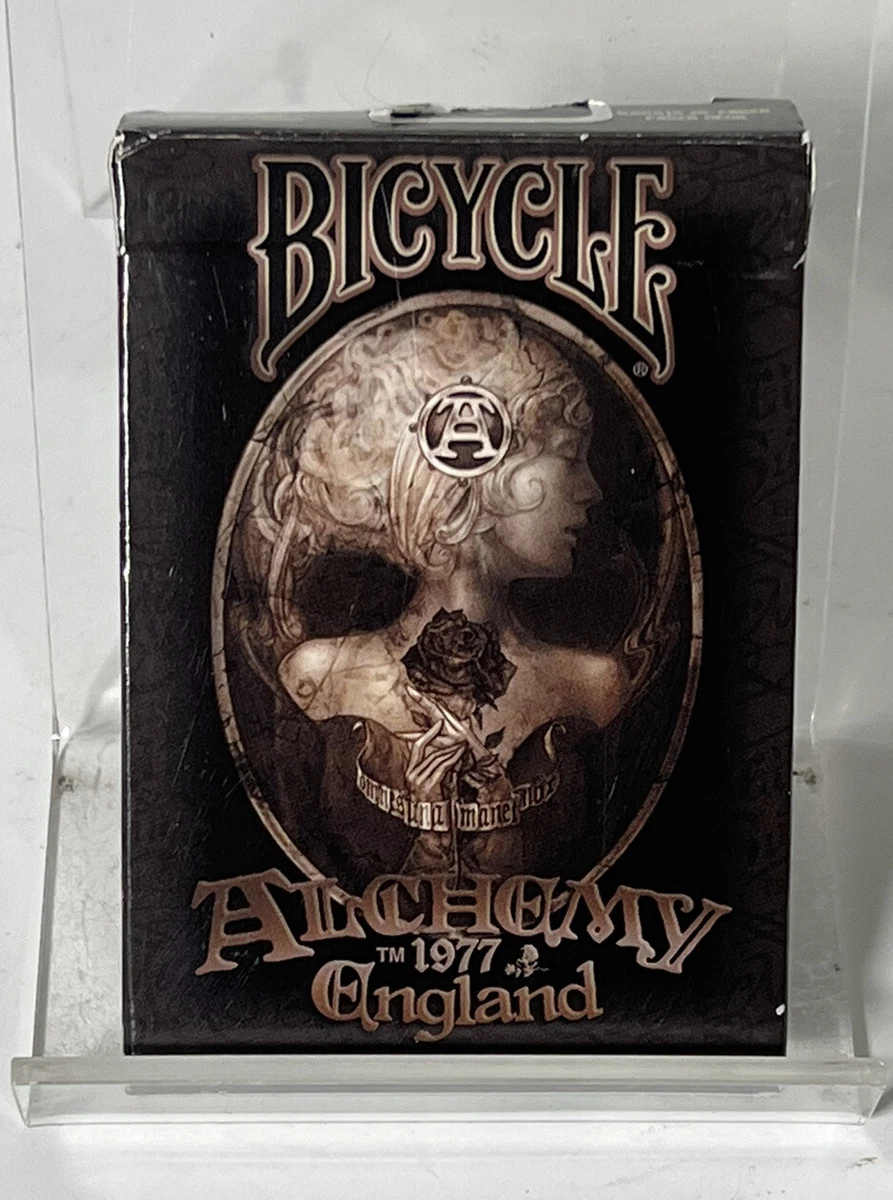 BICYCLE®
A
ALCHEMY
TM 1977
England